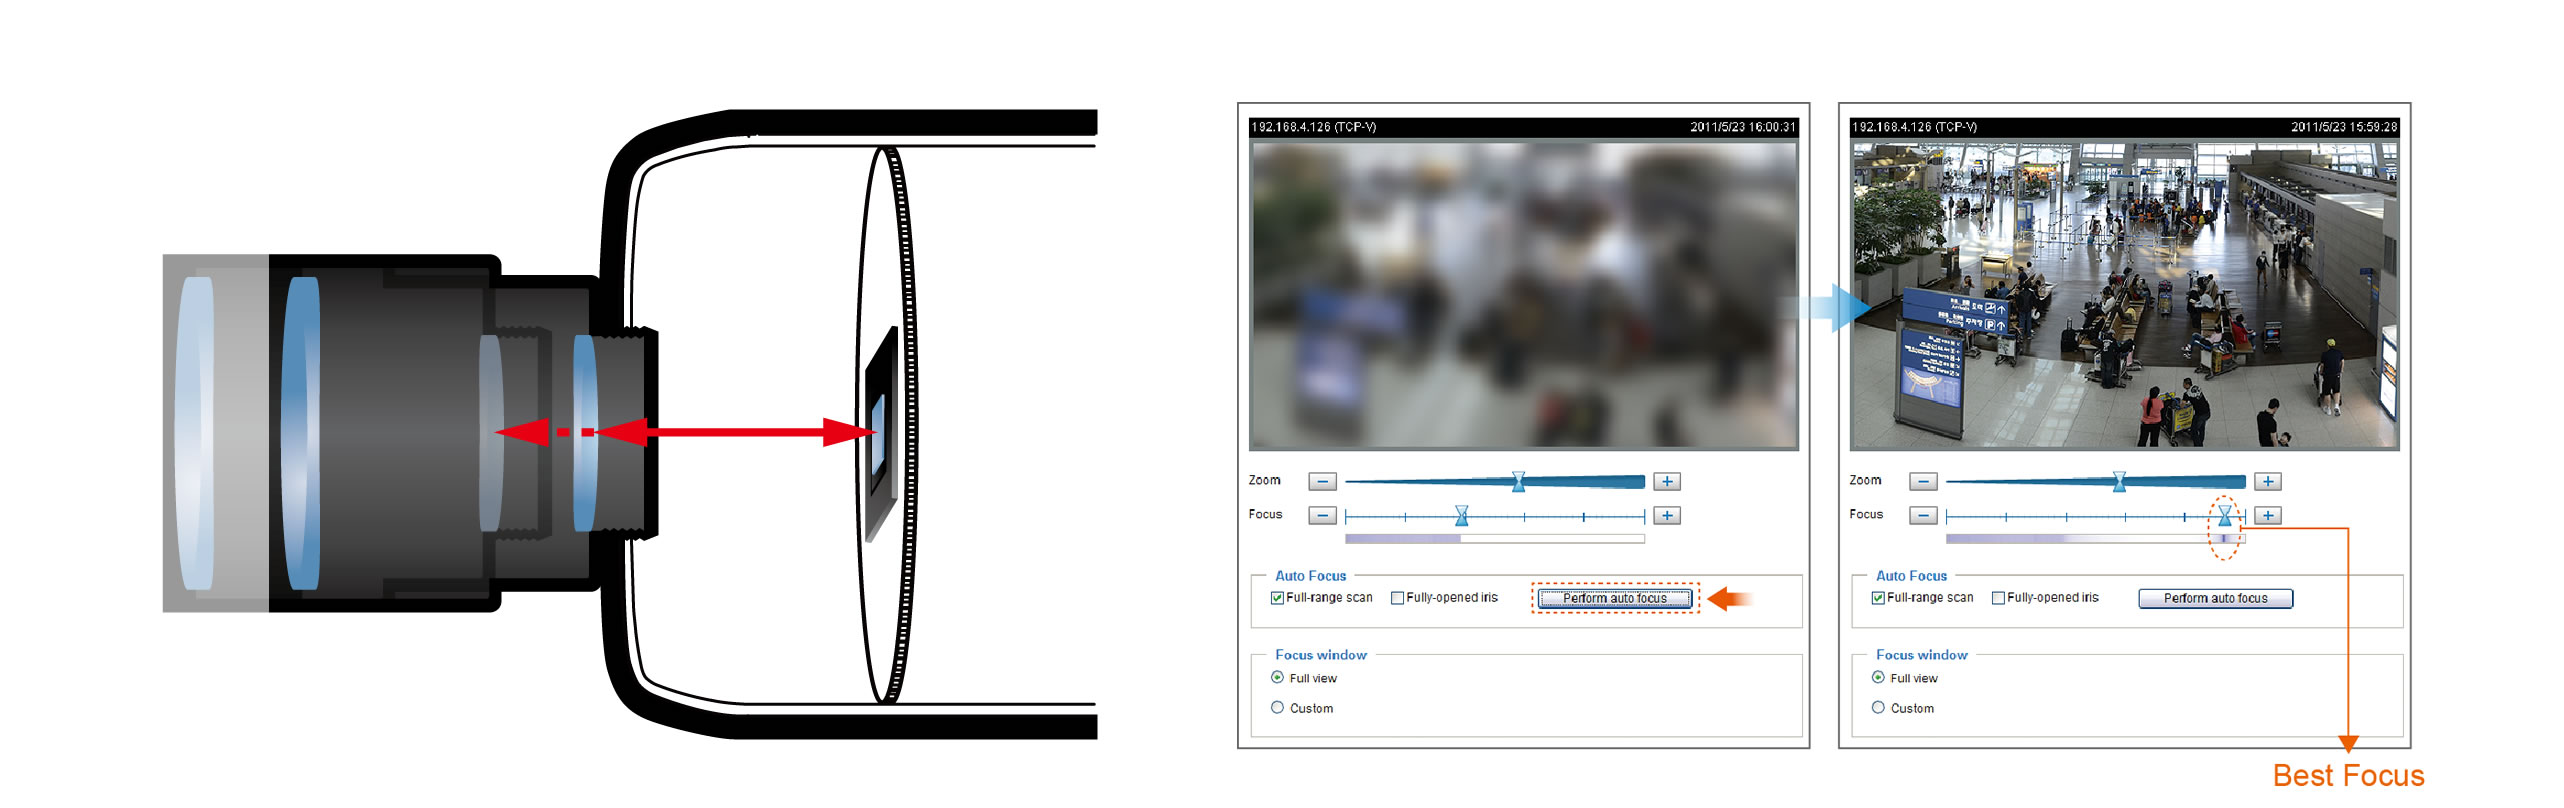 192.168.4.126 (TCP-V) 2011/5/23 16:00:31
Zoom
Focus
Auto Focus
Full-range scan Fully-opened iris Perform auto focus
Focus window
Full view
Custom
192.168.4.126 (TCP-V) 2011/5/23 15:59:28
Arrivals
Parking
P
Zoom
Focus
Auto Focus
Full-range scan Fully-opened iris Perform auto focus
Focus window
Full view
Custom
Best Focus